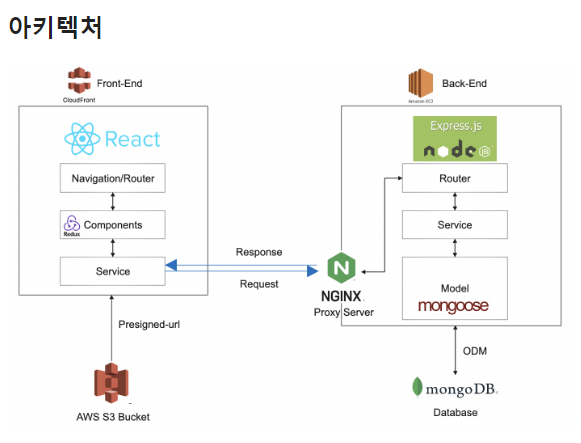 아키텍처
Front-End
CloudFront
Back-End
Amazon EC2
React
Express.js
node
JS
Navigation/Router
Router
Redux
Components
Service
Response
Service
Request
NGINX
Proxy Server
Model
mongoose
Presigned-url
ODM
AWS S3 Bucket
mongoDB
Database